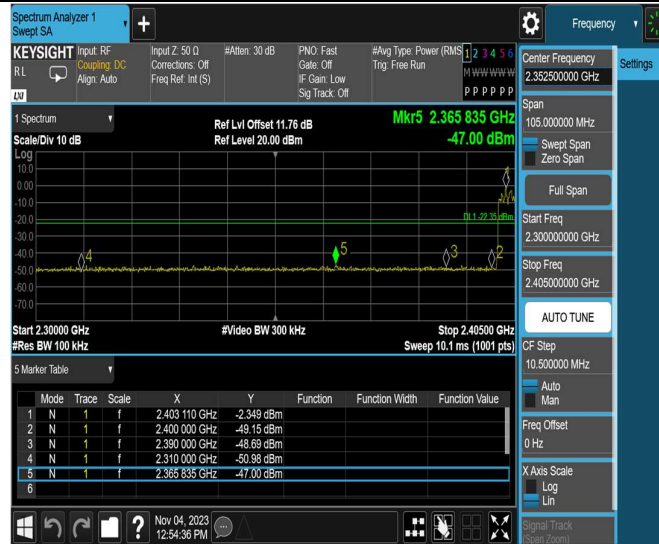 Spectrum Analyzer 1
Swept SA
+
Frequency
KEYSIGHT
RL
LXI
Input: RF
Coupling: DC
Align: Auto
Input Z: 50 Ω
Corrections: Off
Freq Ref: Int (S)
#Atten: 30 dB
PNO: Fast
Gate: Off
IF Gain: Low
Sig Track: Off
#Avg Type: Power (RMS
Trig: Free Run
1 2 3 4 5 6
M W W W W W
P P P P P P
1 Spectrum
Scale/Div 10 dB
Ref Lvl Offset 11.76 dB
Ref Level 20.00 dBm
Mkr5 2.365 835 GHz
-47.00 dBm
Log
10.0
0.00
-10.0
-20.0
-30.0
-40.0
-50.0
-60.0
-70.0
DL1 -22.35 dBm
4
5
3
2
Start 2.30000 GHz
#Video BW 300 kHz
Stop 2.40500 GHz
#Res BW 100 kHz
Sweep 10.1 ms (1001 pts)
5 Marker Table
Mode Trace Scale X Y Function Function Width Function Value
1 N 1 f 2.403 110 GHz -2.349 dBm
2 N 1 f 2.400 000 GHz -49.15 dBm
3 N 1 f 2.390 000 GHz -48.69 dBm
4 N 1 f 2.310 000 GHz -50.98 dBm
5 N 1 f 2.365 835 GHz -47.00 dBm
6
?
Nov 04, 2023
12:54:36 PM
Center Frequency
2.352500000 GHz
Settings
Span
105.000000 MHz
Swept Span
Zero Span
Full Span
Start Freq
2.300000000 GHz
Stop Freq
2.405000000 GHz
AUTO TUNE
CF Step
10.500000 MHz
Auto
Man
Freq Offset
0 Hz
X Axis Scale
Log
Lin
Signal Track
(Span Zoom)